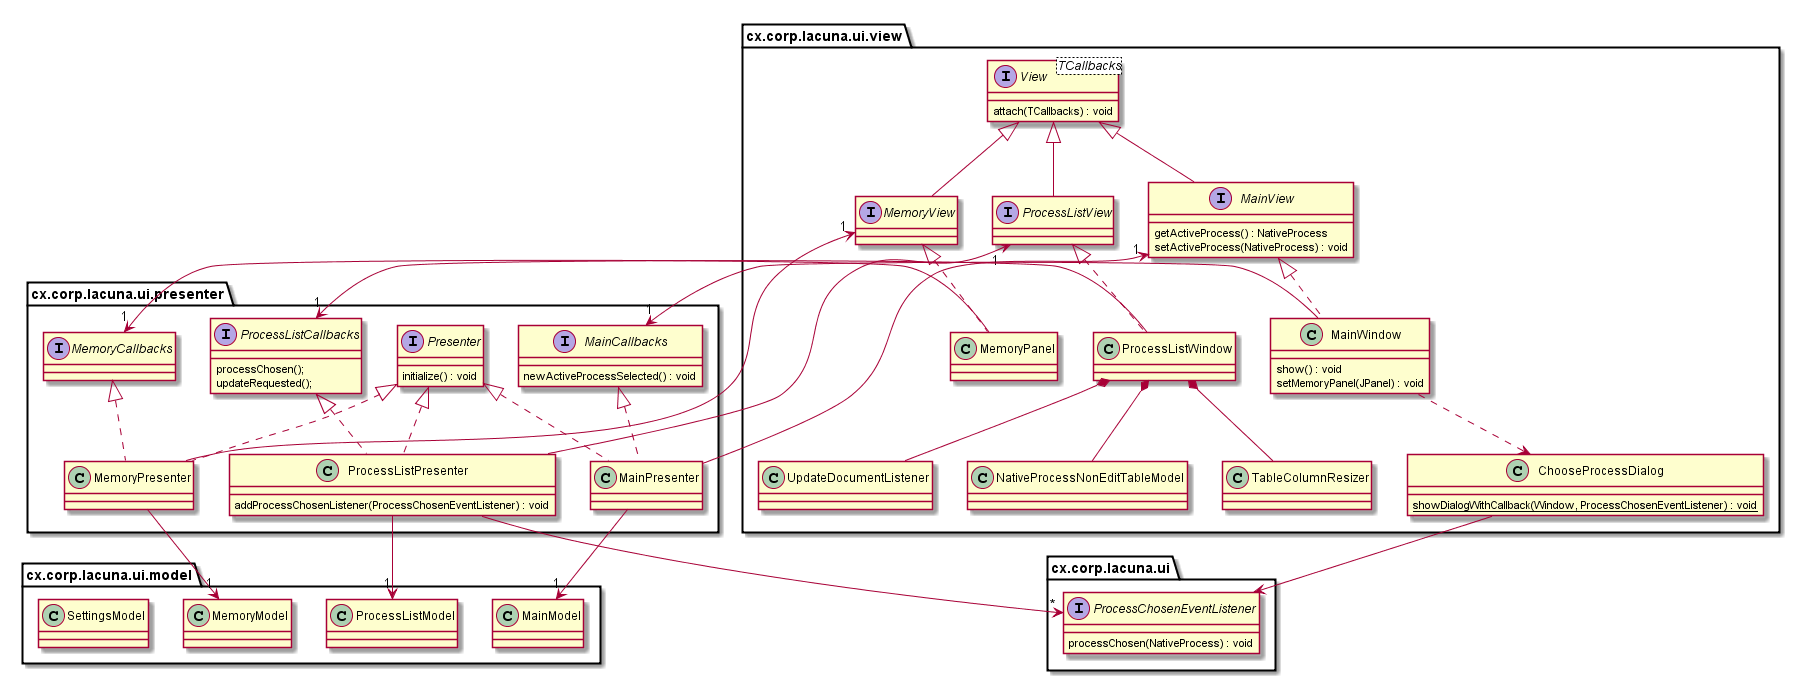 cx.corp.lacuna.ui.view
TCallbacks
I View
attach(TCallbacks) : void
I MemoryView
I ProcessListView
I MainView
getActiveProcess() : NativeProcess
setActiveProcess(NativeProcess) : void
1
1
1
cx.corp.lacuna.ui.presenter
1
1
1
I MemoryCallbacks
I ProcessListCallbacks
processChosen();
updateRequested();
I Presenter
initialize() : void
I MainCallbacks
newActiveProcessSelected() : void
C MemoryPanel
C ProcessListWindow
C MainWindow
show() : void
setMemoryPanel(JPanel) : void
C MemoryPresenter
C ProcessListPresenter
addProcessChosenListener(ProcessChosenEventListener) : void
C MainPresenter
C UpdateDocumentListener
C NativeProcessNonEditTableModel
C TableColumnResizer
C ChooseProcessDialog
showDialogWithCallback(Window, ProcessChosenEventListener) : void
cx.corp.lacuna.ui.model
1
1
1
C SettingsModel
C MemoryModel
C ProcessListModel
C MainModel
cx.corp.lacuna.ui
*
I ProcessChosenEventListener
processChosen(NativeProcess) : void